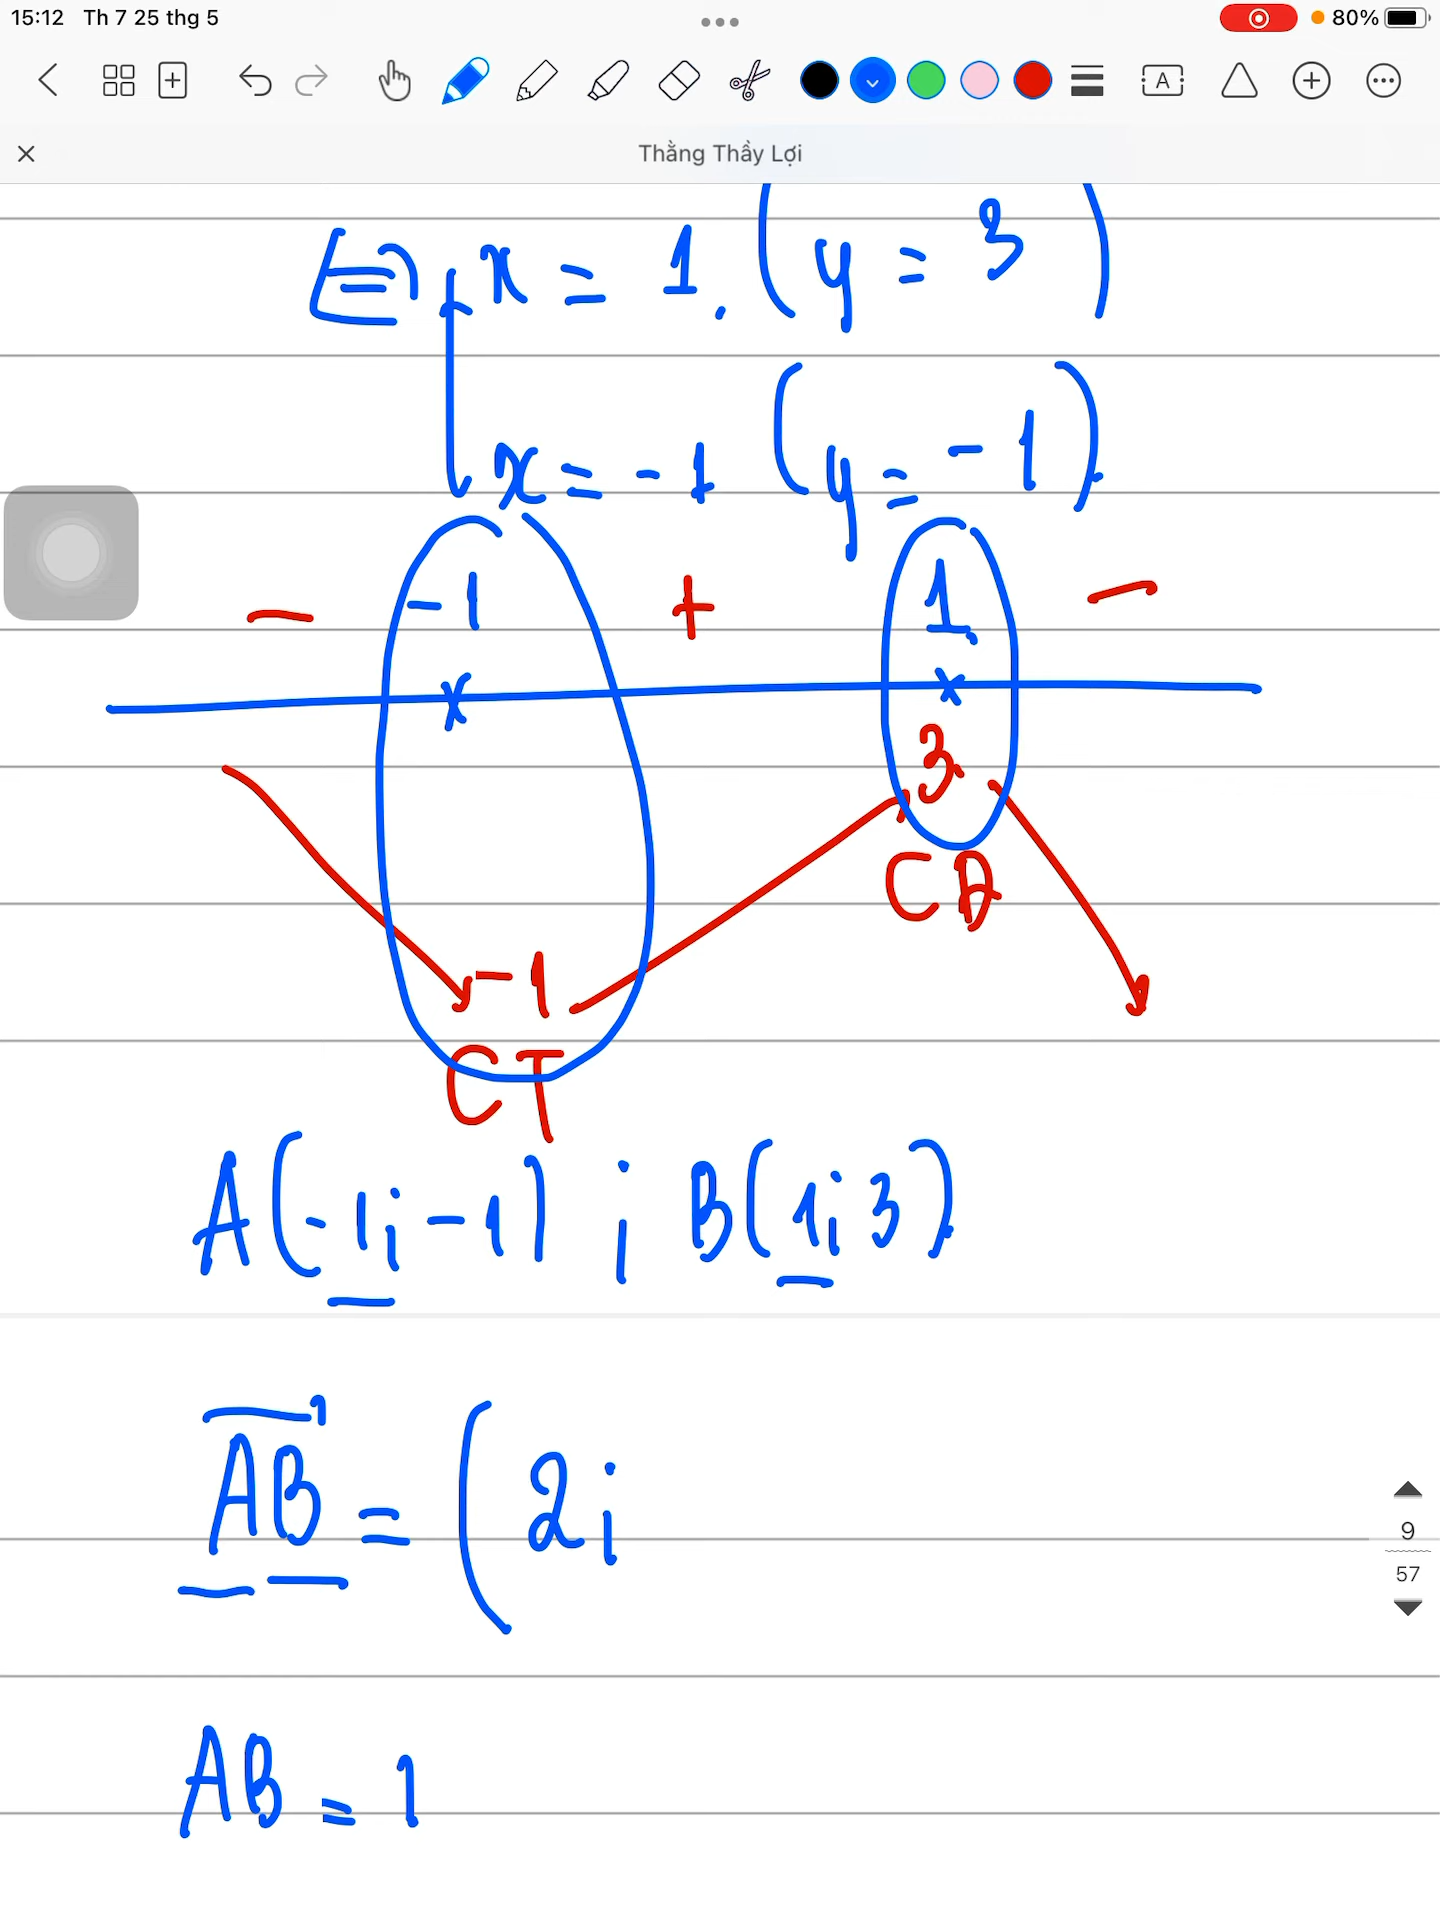 15:12 Th 7 25 thg 5 80%
A
Thằng Thầy Lợi
⇔ x = 1. (y = 3)
x = -1 (y = -1).
- -1 + 1 -
x x
3
CĐ
-1
CT
A(-1; -1) ; B(1; 3)
AB⃗ = (2;
9
57
AB = 1